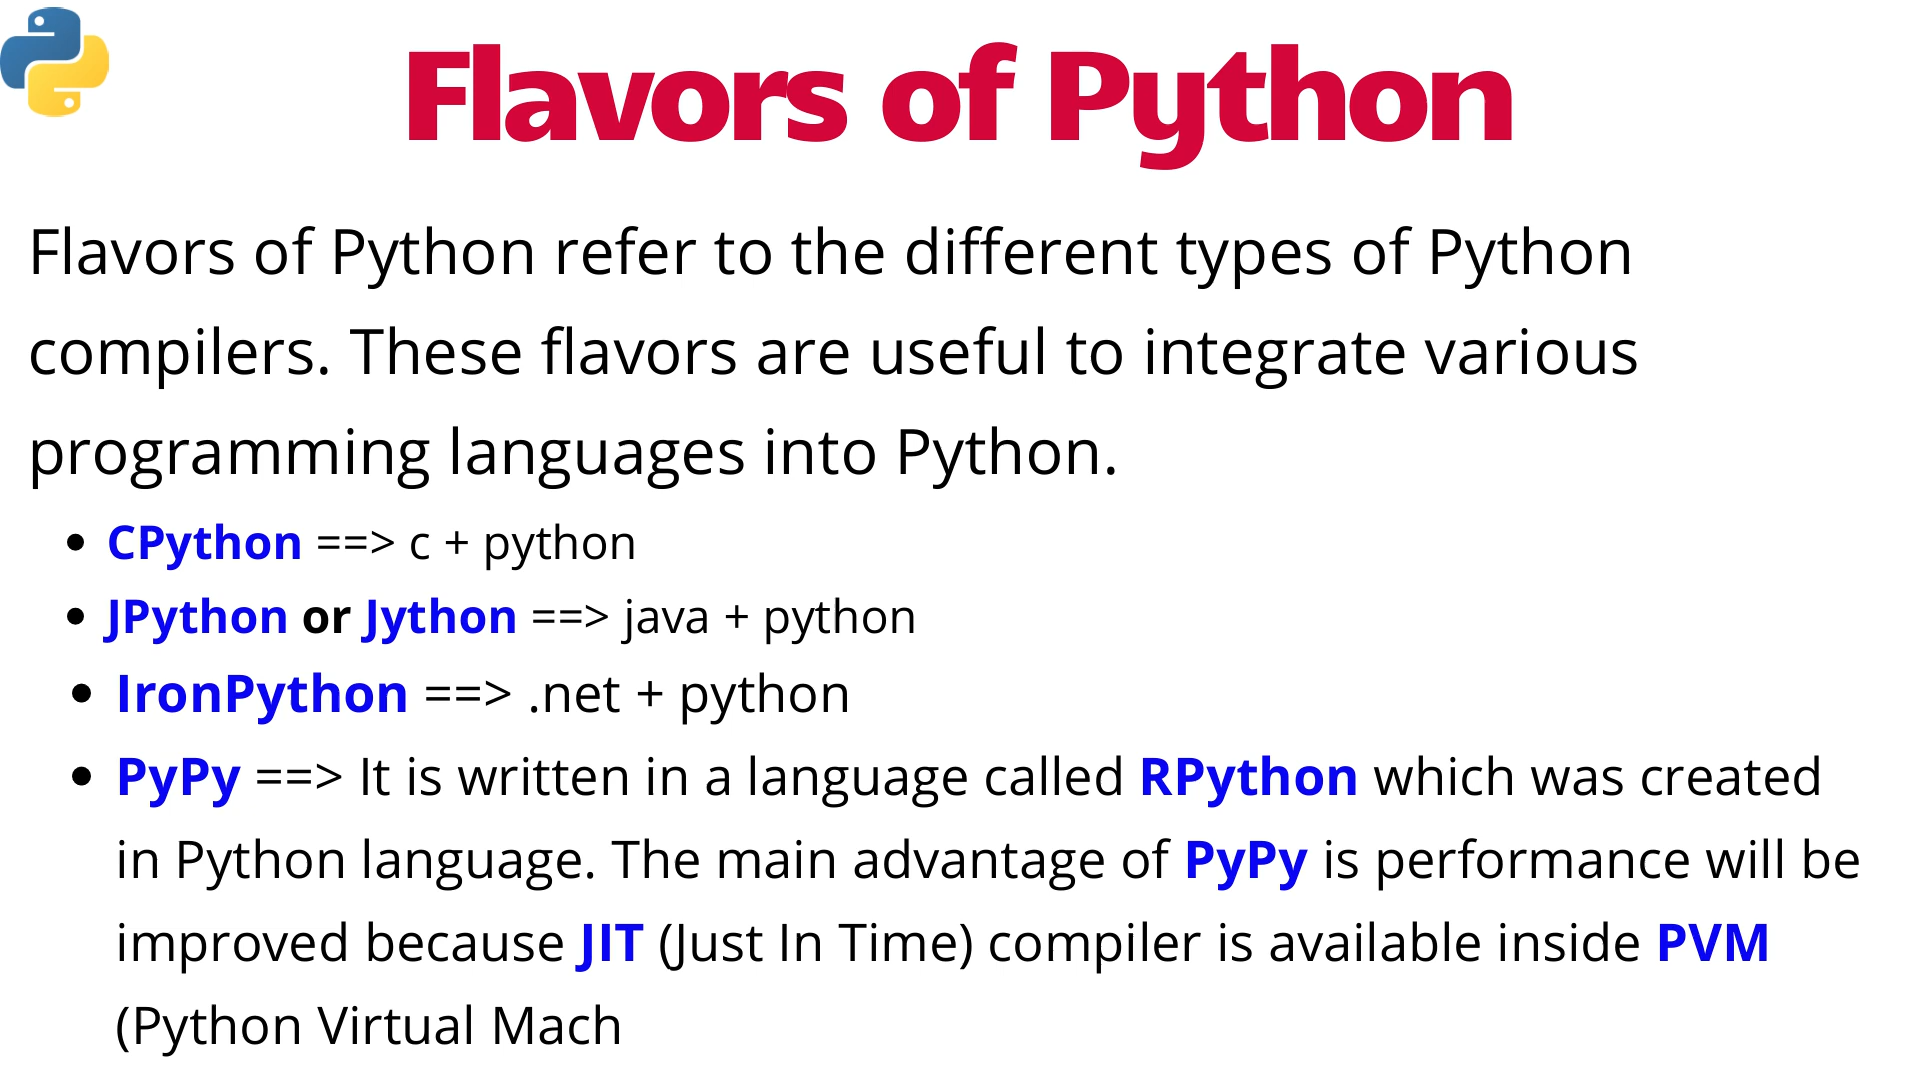 Flavors of Python
Flavors of Python refer to the different types of Python
compilers. These flavors are useful to integrate various
programming languages into Python.
• CPython ==> c + python
• JPython or Jython ==> java + python
• IronPython ==> .net + python
• PyPy ==> It is written in a language called RPython which was created
in Python language. The main advantage of PyPy is performance will be
improved because JIT (Just In Time) compiler is available inside PVM
(Python Virtual Mach